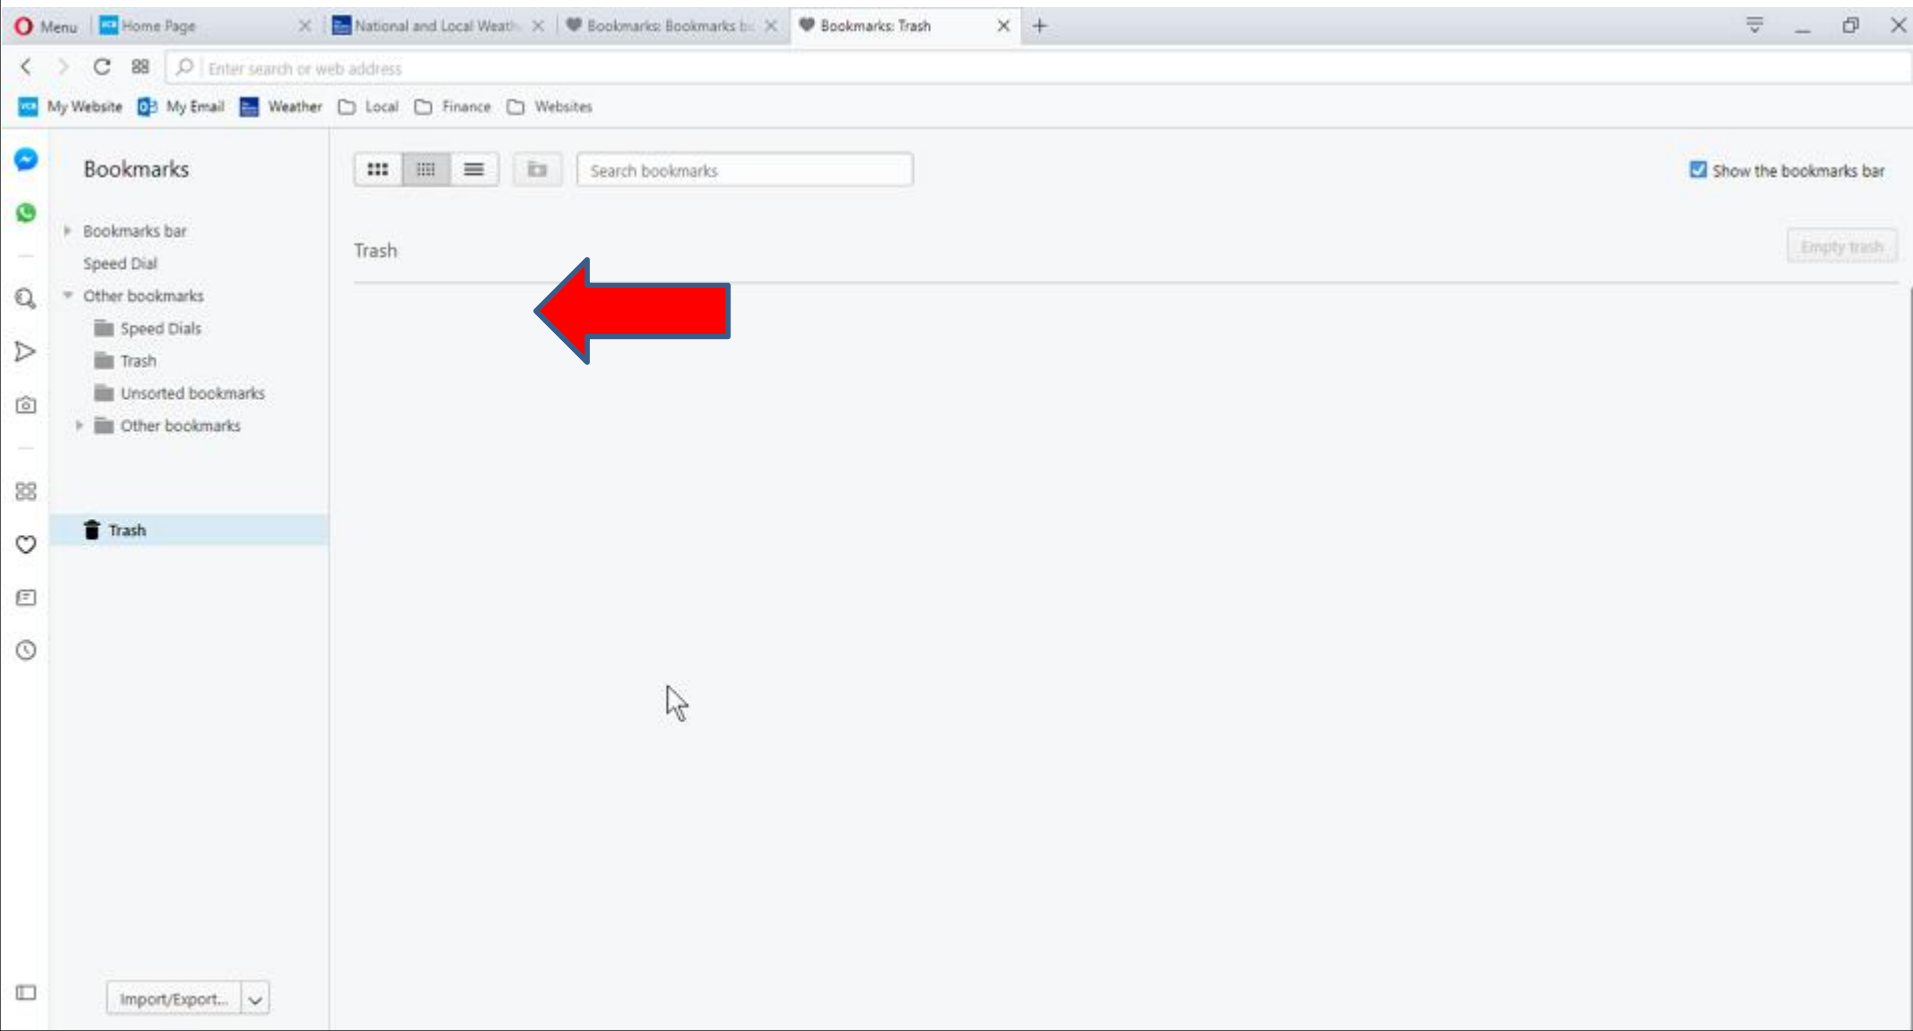 Menu
Home Page
National and Local Weath
Bookmarks: Bookmarks b
Bookmarks: Trash
Enter search or web address
My Website
My Email
Weather
Local
Finance
Websites
Bookmarks
Search bookmarks
Show the bookmarks bar
Bookmarks bar
Speed Dial
Other bookmarks
Speed Dials
Trash
Unsorted bookmarks
Other bookmarks
Trash
Trash
Empty trash
Import/Export...